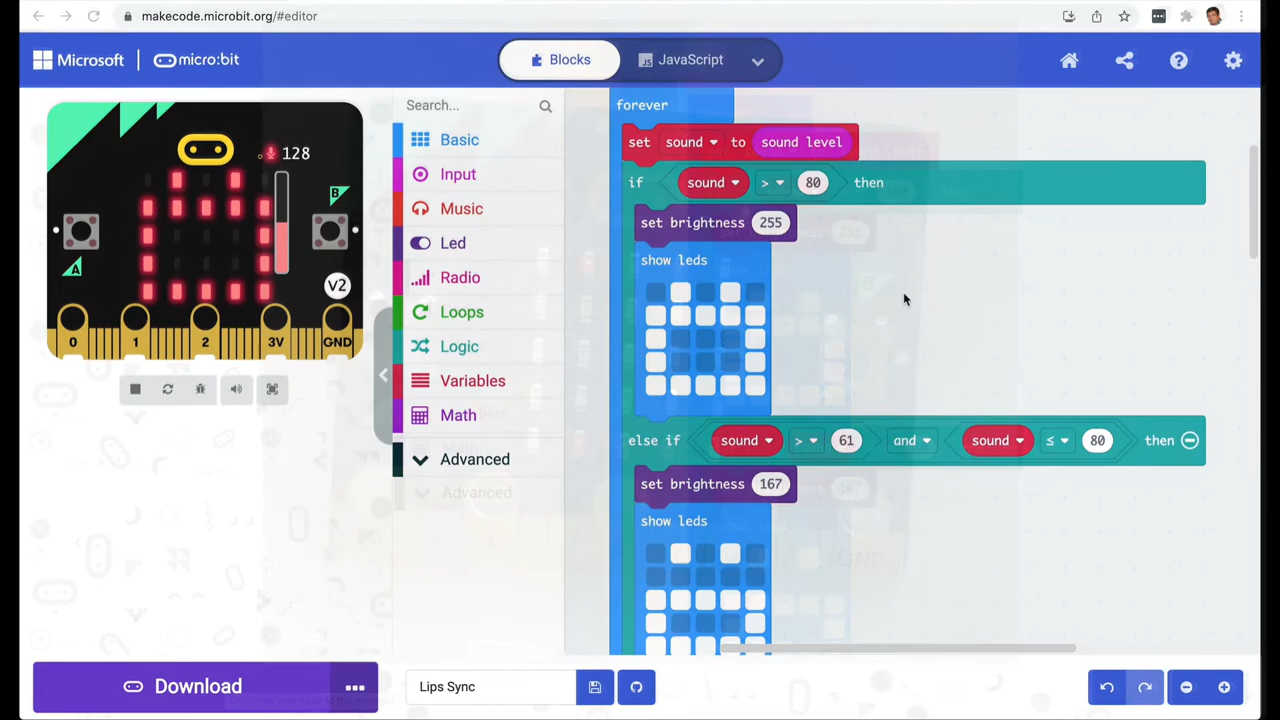 makecode.microbit.org/#editor
Microsoft
micro:bit
Blocks
JavaScript
128
B
A
V2
0 1 2 3V GND
Search...
Basic
Input
Music
Led
Radio
Loops
Logic
Variables
Math
Advanced
Advanced
forever
set sound to sound level
if sound > 80 then
set brightness 255
show leds
else if sound > 61 and sound ≤ 80 then
set brightness 167
show leds
Download
Lips Sync